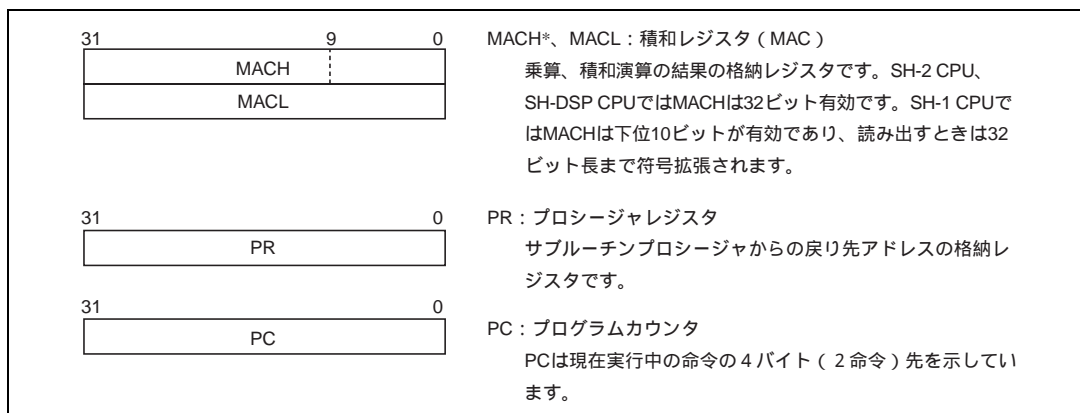 31 9 0
MACH
MACL
MACH*、MACL：積和レジスタ（MAC）
乗算、積和演算の結果の格納レジスタです。SH-2 CPU、
SH-DSP CPUではMACHは32ビット有効です。SH-1 CPUで
はMACHは下位10ビットが有効であり、読み出すときは32
ビット長まで符号拡張されます。
31 0
PR
PR：プロシージャレジスタ
サブルーチンプロシージャからの戻り先アドレスの格納レ
ジスタです。
31 0
PC
PC：プログラムカウンタ
PCは現在実行中の命令の４バイト（２命令）先を示してい
ます。